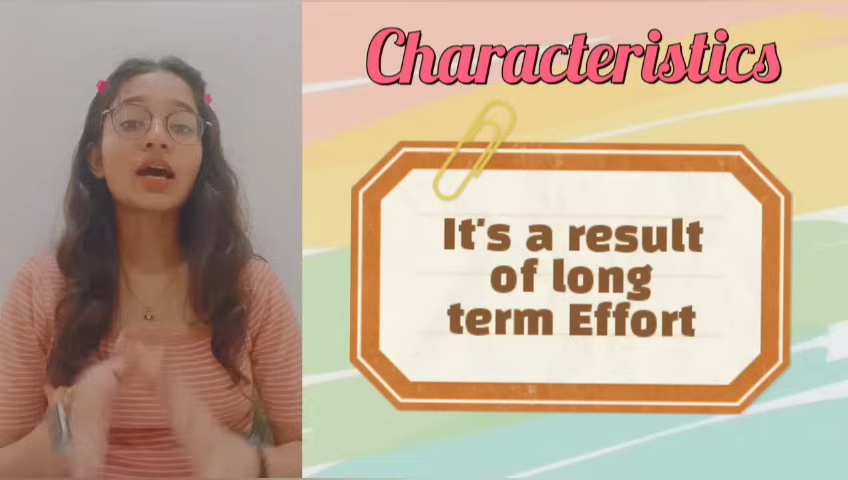 Characteristics
It's a result
of long
term Effort